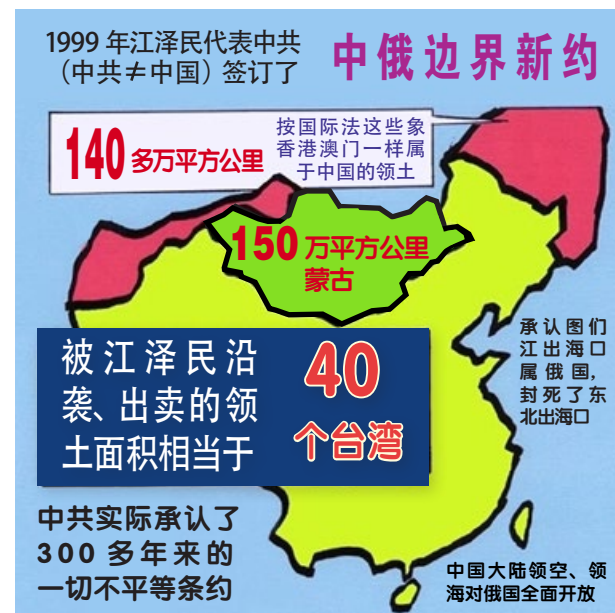 1999 年江泽民代表中共
（中共≠中国）签订了
中俄边界新约
140多万平方公里
按国际法这些象
香港澳门一样属
于中国的领土
150万平方公里
蒙古
被江泽民沿
袭、出卖的领
土面积相当于
40
个台湾
承认图们
江出海口
属俄国，
封死了东
北出海口
中共实际承认了
300多年来的
一切不平等条约
中国大陆领空、领
海对俄国全面开放